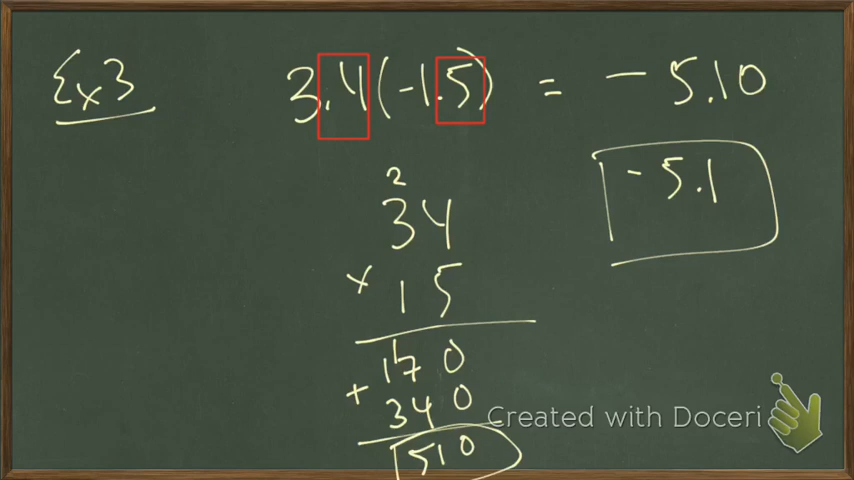 Ex3
3.4(-1.5) = -5.10
-5.1
2
34
x 15
170
+ 340
510
Created with Doceri